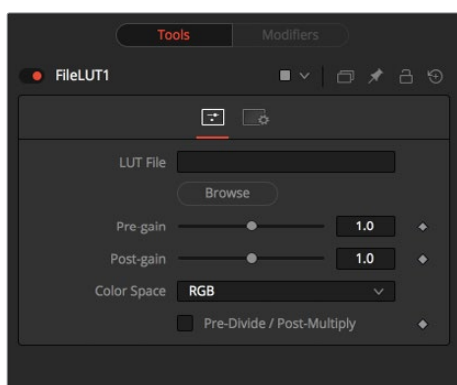 Tools Modifiers
FileLUT1
LUT File
Browse
Pre-gain 1.0
Post-gain 1.0
Color Space RGB
Pre-Divide / Post-Multiply